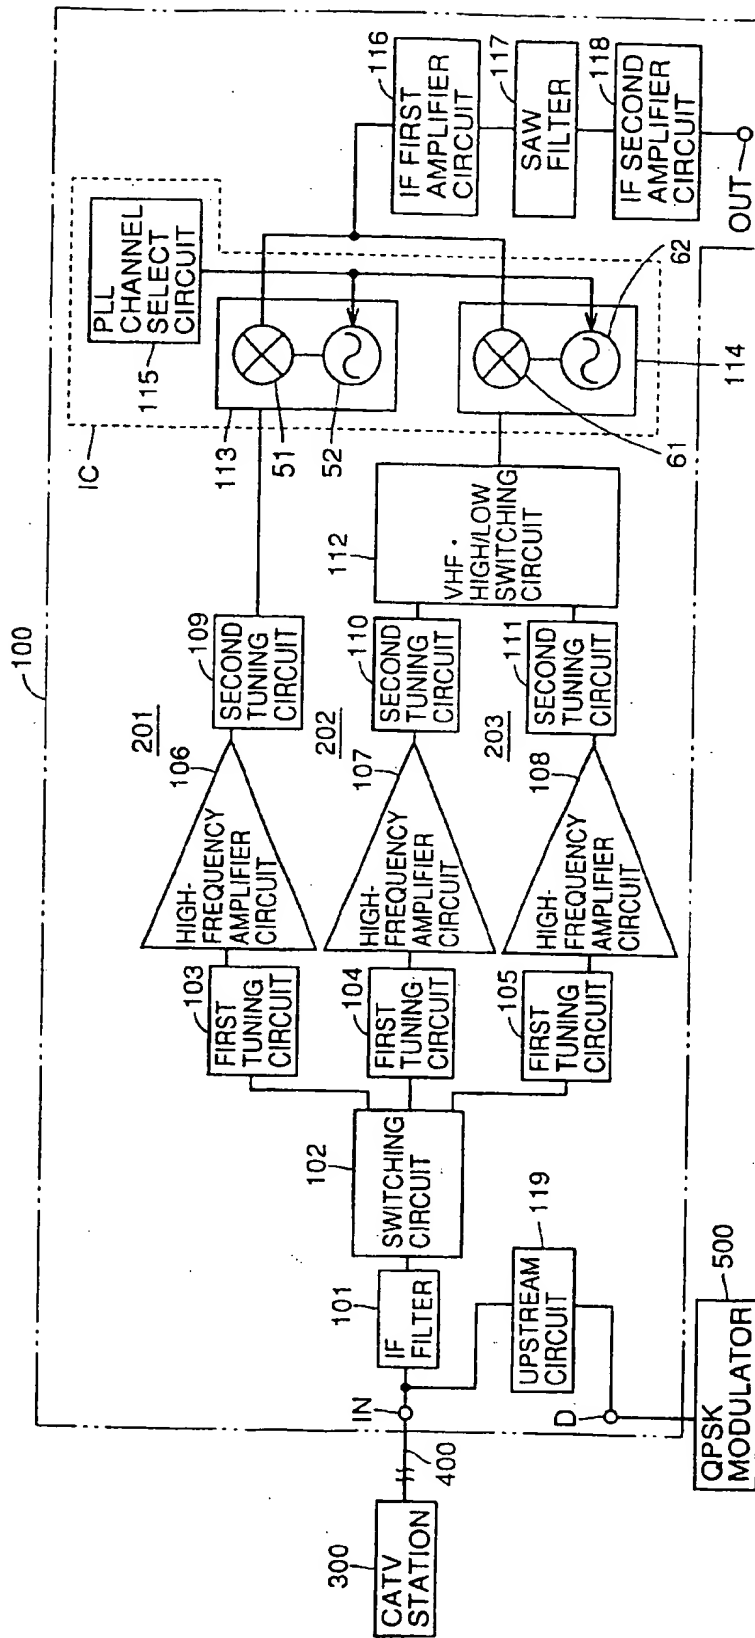 100
300
CATV
STATION
400
IN
101
IF
FILTER
102
SWITCHING
CIRCUIT
119
UPSTREAM
CIRCUIT
D
500
QPSK
MODULATOR
103
FIRST
TUNING
CIRCUIT
104
FIRST
TUNING
CIRCUIT
105
FIRST
TUNING
CIRCUIT
201
106
HIGH-
FREQUENCY
AMPLIFIER
CIRCUIT
202
107
HIGH-
FREQUENCY
AMPLIFIER
CIRCUIT
203
108
HIGH-
FREQUENCY
AMPLIFIER
CIRCUIT
109
SECOND
TUNING
CIRCUIT
110
SECOND
TUNING
CIRCUIT
111
SECOND
TUNING
CIRCUIT
112
VHF·
HIGH/LOW
SWITCHING
CIRCUIT
IC
115
PLL
CHANNEL
SELECT
CIRCUIT
113
51
52
61
62
114
116
IF FIRST
AMPLIFIER
CIRCUIT
117
SAW
FILTER
118
IF SECOND
AMPLIFIER
CIRCUIT
OUT